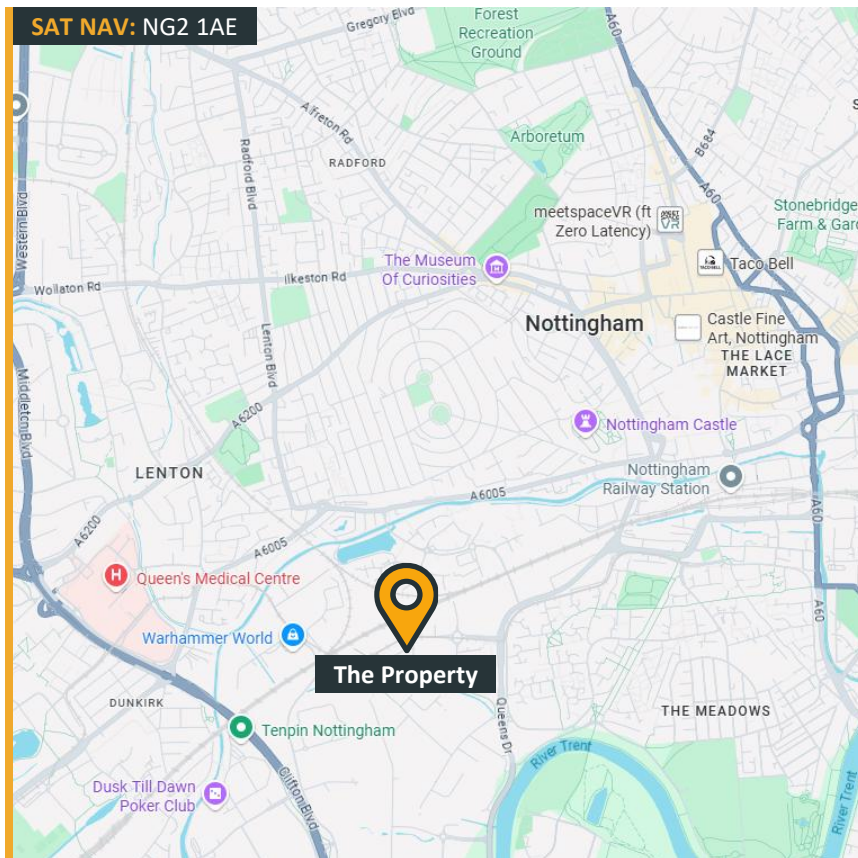 SAT NAV: NG2 1AE
Gregory Blvd
Forest
Recreation
Ground
Alfreton Rd
Radford Blvd
RADFORD
Arboretum
B684
A60
A60
Western Blvd
meetspaceVR (ft
Zero Latency)
Stonebridge
Farm & Gard
The Museum
Of Curiosities
Taco Bell
Ilkeston Rd
Wollaton Rd
Nottingham
Castle Fine
Art, Nottingham
THE LACE
MARKET
Lenton Blvd
Middleton Blvd
A6200
Nottingham Castle
LENTON
Nottingham
Railway Station
A6005
A60
A6200
A6005
Queen's Medical Centre
H
Warhammer World
A60
The Property
DUNKIRK
Queens Dr
THE MEADOWS
Tenpin Nottingham
River Trent
Dusk Till Dawn
Poker Club
Clifton Blvd
River Trent